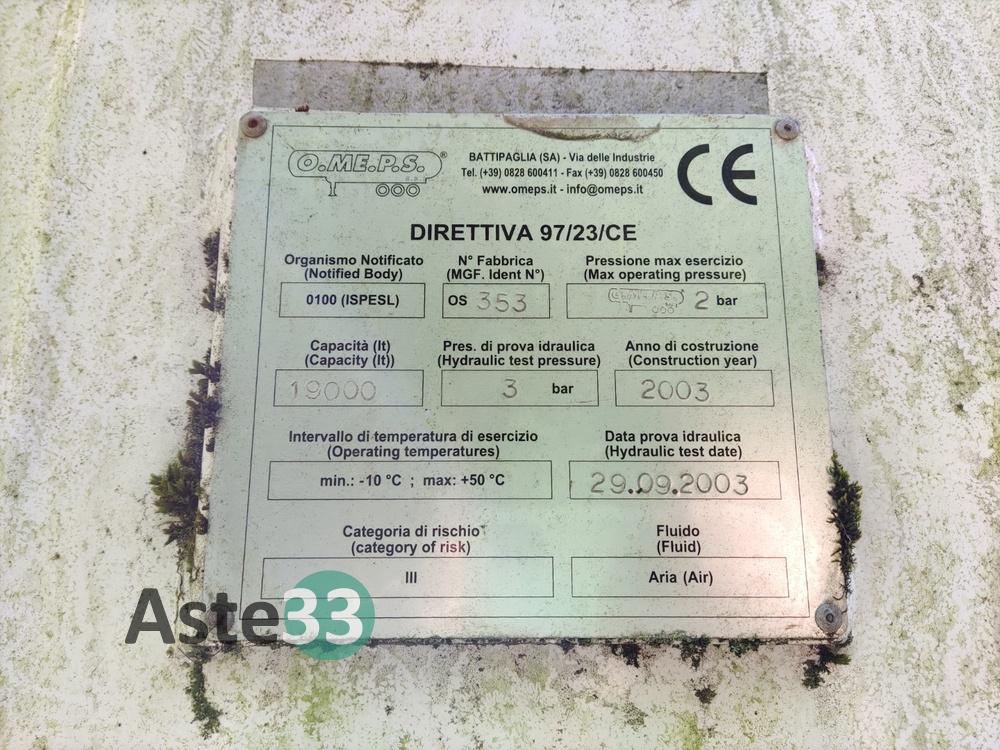 O.ME.P.S.®
BATTIPAGLIA (SA) - Via delle Industrie
Tel. (+39) 0828 600411 - Fax (+39) 0828 600450
www.omeps.it - info@omeps.it
CE
DIRETTIVA 97/23/CE
Organismo Notificato
(Notified Body)
0100 (ISPESL)
N° Fabbrica
(MGF. Ident N°)
OS 353
Pressione max esercizio
(Max operating pressure)
2 bar
Capacità (lt)
(Capacity (lt))
19000
Pres. di prova idraulica
(Hydraulic test pressure)
3 bar
Anno di costruzione
(Construction year)
2003
Intervallo di temperatura di esercizio
(Operating temperatures)
min.: -10 °C ; max: +50 °C
Data prova idraulica
(Hydraulic test date)
29.09.2003
Categoria di rischio
(category of risk)
III
Fluido
(Fluid)
Aria (Air)
Aste33